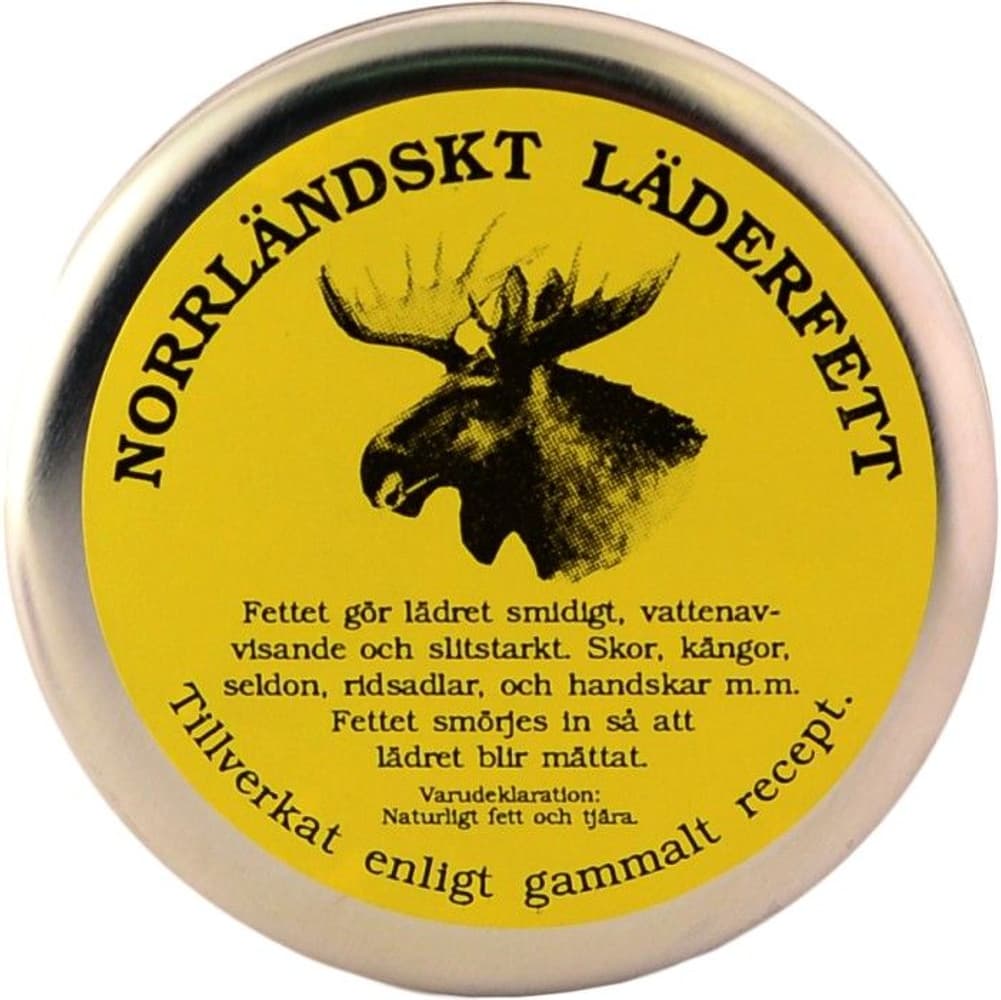 NORRLÄNDSKT LÄDERFETT
Fettet gör lädret smidigt, vattenav-
visande och slitstarkt. Skor, kängor,
seldon, ridsadlar, och handskar m.m.
Fettet smörjes in så att
lädret blir mättat.
Varudeklaration:
Naturligt fett och tjära.
Tillverkat enligt gammalt recept.